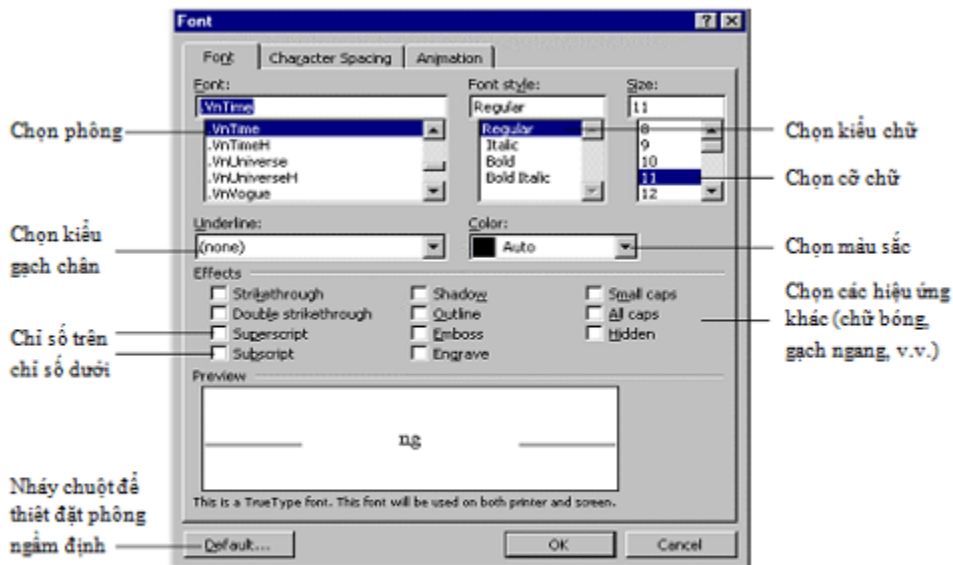 Font
Font
Character Spacing
Animation
Font:
Font style:
Size:
.VnTime
Regular
11
Chọn phông
.VnTime
.VnTimeH
.VnUniverse
.VnUniverseH
.VnVogue
Regular
Italic
Bold
Bold Italic
8
9
10
11
12
Chọn kiểu chữ
Chọn cỡ chữ
Chọn kiểu
gạch chân
Underline:
(none)
Color:
Auto
Chọn màu sắc
Effects
Strikethrough
Double strikethrough
Superscript
Subscript
Shadow
Outline
Emboss
Engrave
Small caps
All caps
Hidden
Chỉ số trên
chỉ số dưới
Chọn các hiệu ứng
khác (chữ bóng,
gạch ngang, v.v.)
Preview
ng
This is a TrueType font. This font will be used on both printer and screen.
Nháy chuột để
thiêt đặt phông
ngầm định
Default...
OK
Cancel